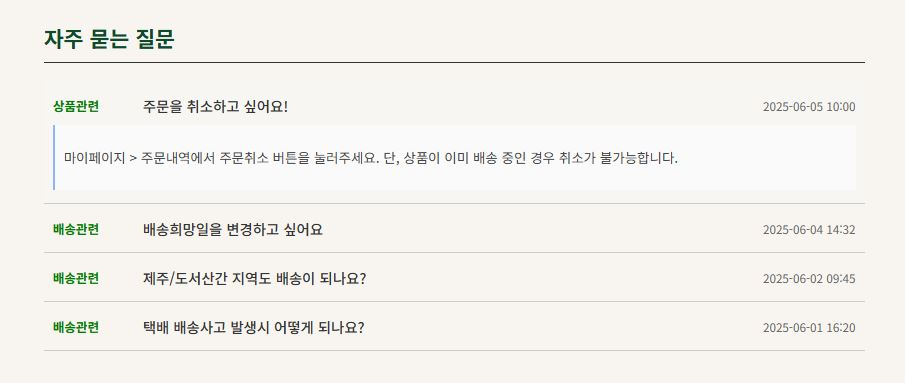 자주 묻는 질문
상품관련 주문을 취소하고 싶어요! 2025-06-05 10:00
마이페이지 > 주문내역에서 주문취소 버튼을 눌러주세요. 단, 상품이 이미 배송 중인 경우 취소가 불가능합니다.
배송관련 배송희망일을 변경하고 싶어요 2025-06-04 14:32
배송관련 제주/도서산간 지역도 배송이 되나요? 2025-06-02 09:45
배송관련 택배 배송사고 발생시 어떻게 되나요? 2025-06-01 16:20